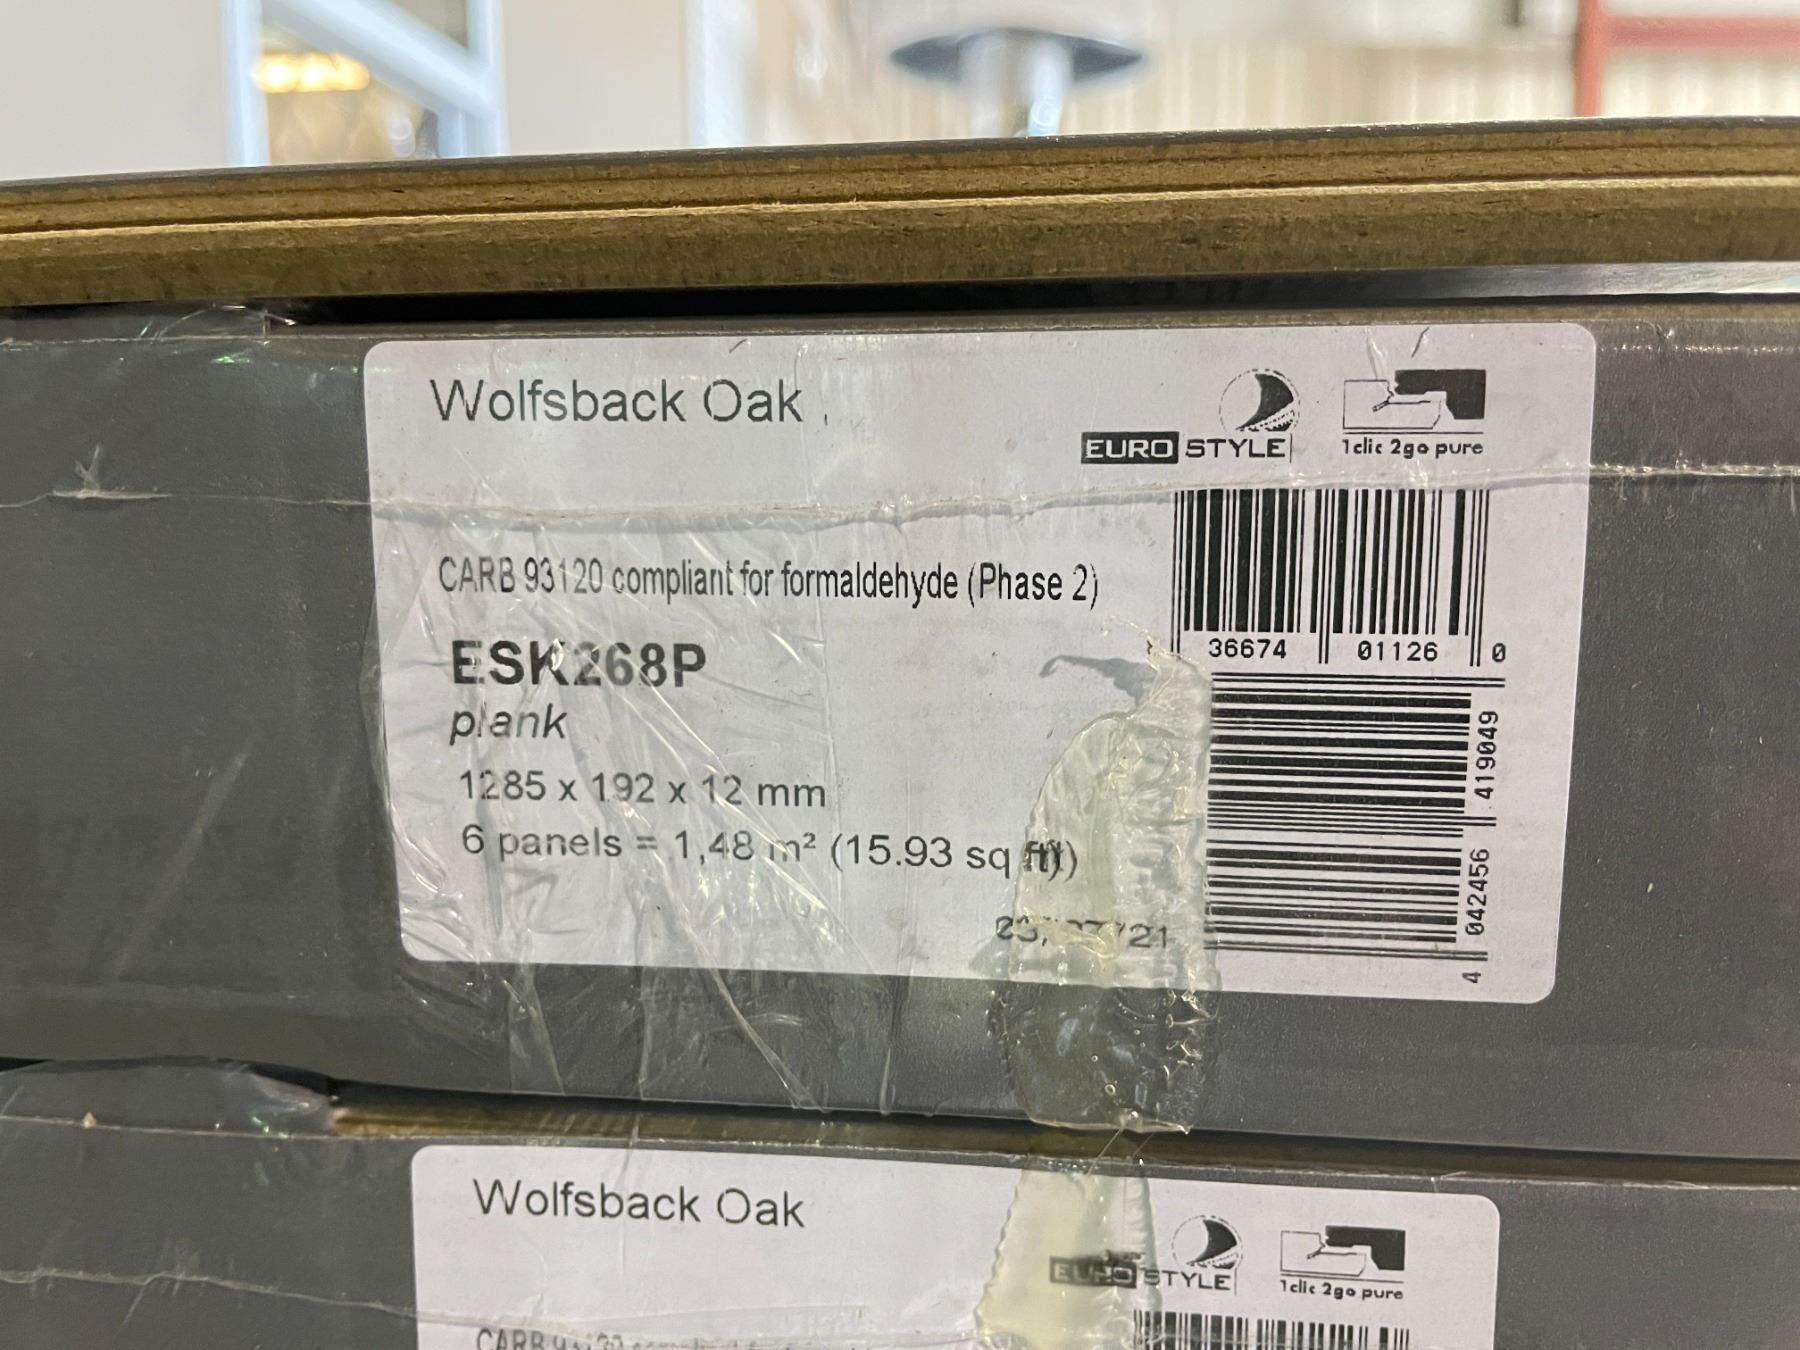 Wolfsback Oak
EURO STYLE
1clic 2go pure
CARB 93120 compliant for formaldehyde (Phase 2)
36674 01126 0
ESK268P
plank
1285 x 192 x 12 mm
6 panels = 1,48 m² (15.93 sq ft)
4 042456 419049
Wolfsback Oak
EURO STYLE
1clic 2go pure
CARB 93120